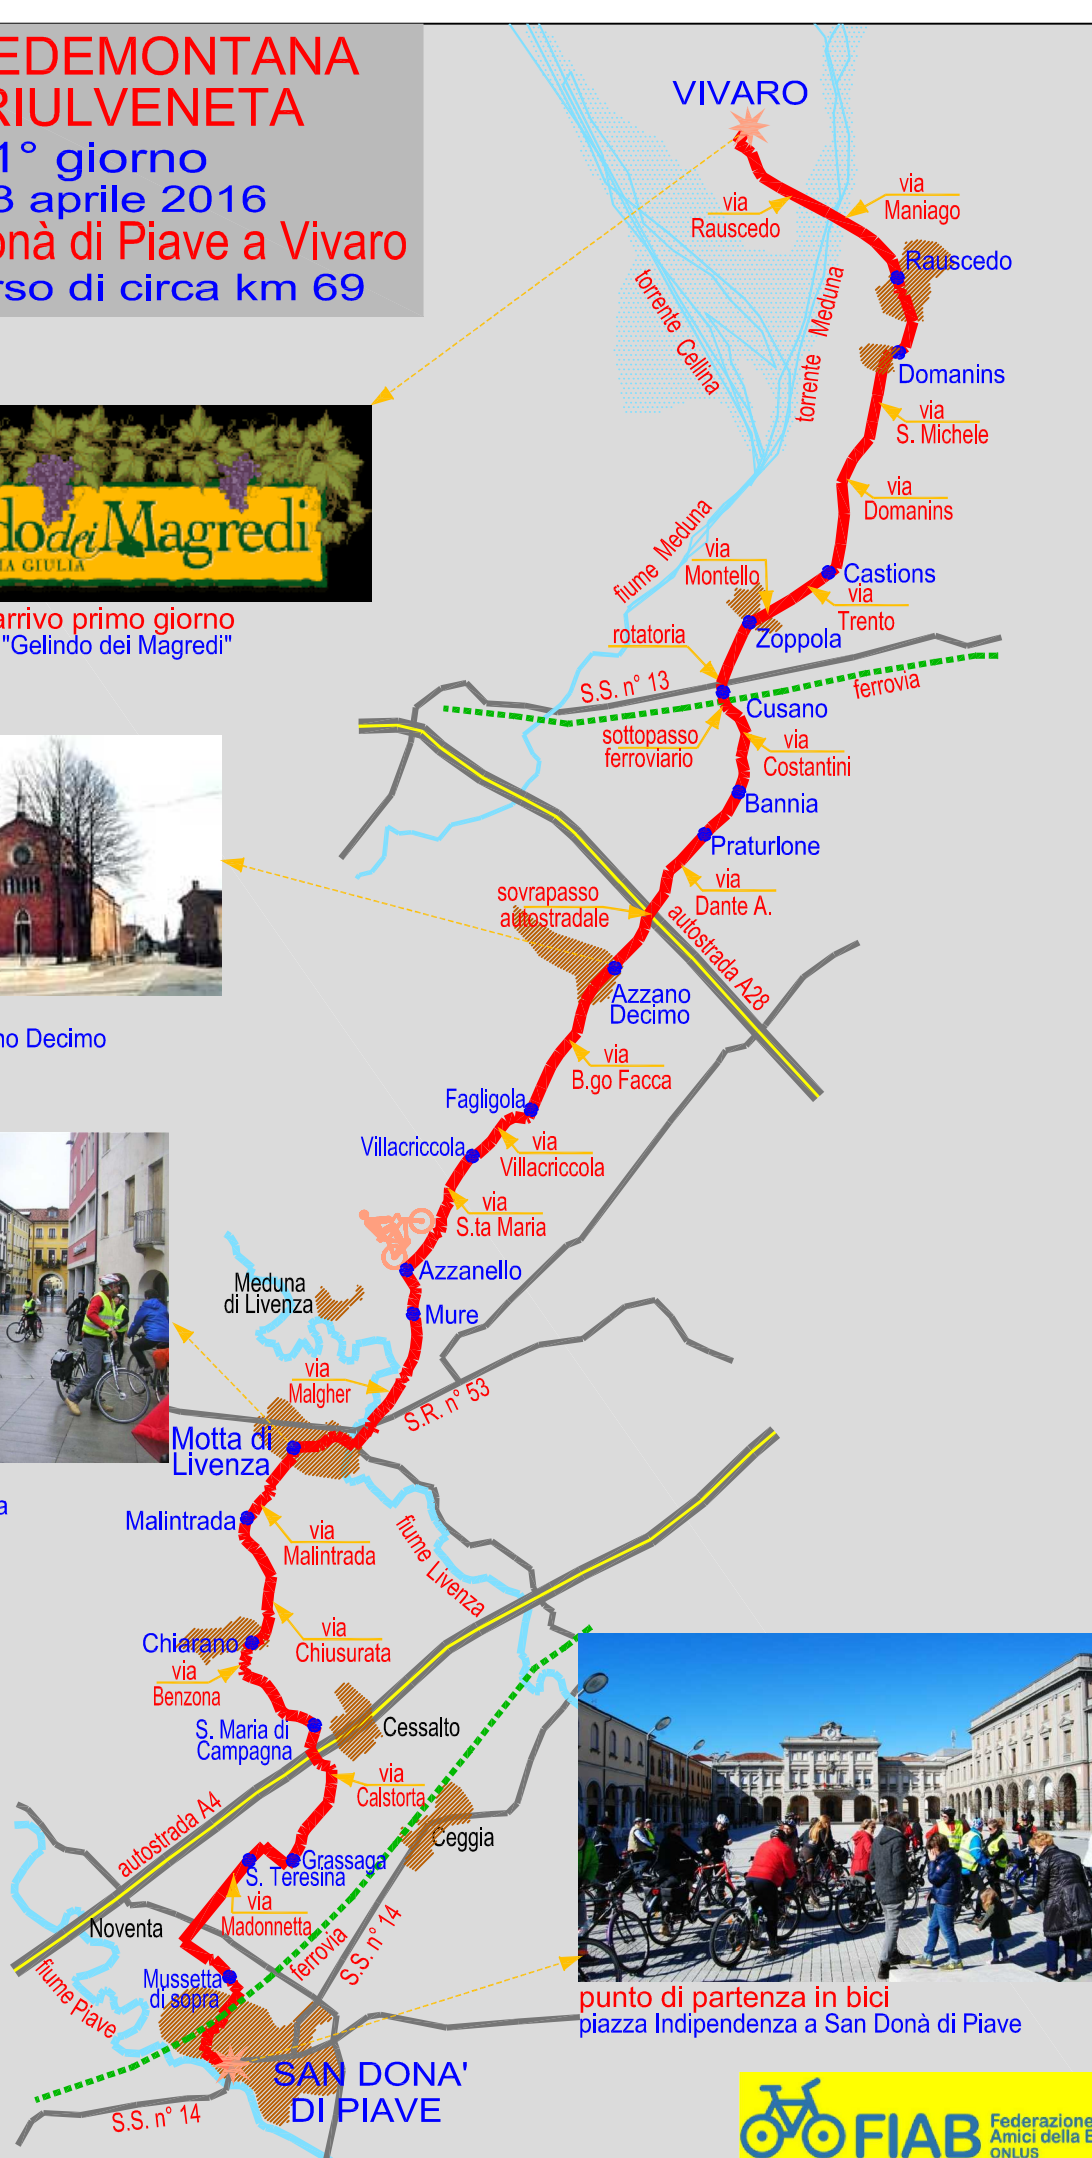 EDEMONTANA
RIULVENETA
1° giorno
3 aprile 2016
onà di Piave a Vivaro
rso di circa km 69
VIVARO
via
Rauscedo
via
Maniago
Rauscedo
torrente Cellina
torrente Meduna
Domanins
via
S. Michele
via
Domanins
do dei Magredi
IA GIULIA
arrivo primo giorno
"Gelindo dei Magredi"
fiume Meduna
via
Montello
Castions
via
Trento
rotatoria
Zoppola
S.S. n° 13
ferrovia
Cusano
sottopasso
ferroviario
via
Costantini
Bannia
Praturlone
via
Dante A.
sovrapasso
autostradale
autostrada A28
Azzano
Decimo
no Decimo
via
B.go Facca
Fagligola
Villacriccola
via
Villacriccola
via
S.ta Maria
Azzanello
Meduna
di Livenza
Mure
via
Malgher
S.R. n° 53
Motta di
Livenza
a
Malintrada
via
Malintrada
fiume Livenza
via
Chiusurata
Chiarano
via
Benzona
S. Maria di
Campagna
Cessalto
via
Calstorta
autostrada A4
Ceggia
Grassaga
S. Teresina
via
Madonnetta
Noventa
ferrovia
S.S. n° 14
fiume Piave
Mussetta
di sopra
punto di partenza in bici
piazza Indipendenza a San Donà di Piave
SAN DONA'
DI PIAVE
S.S. n° 14
FIAB
Federazione
Amici della B
ONLUS